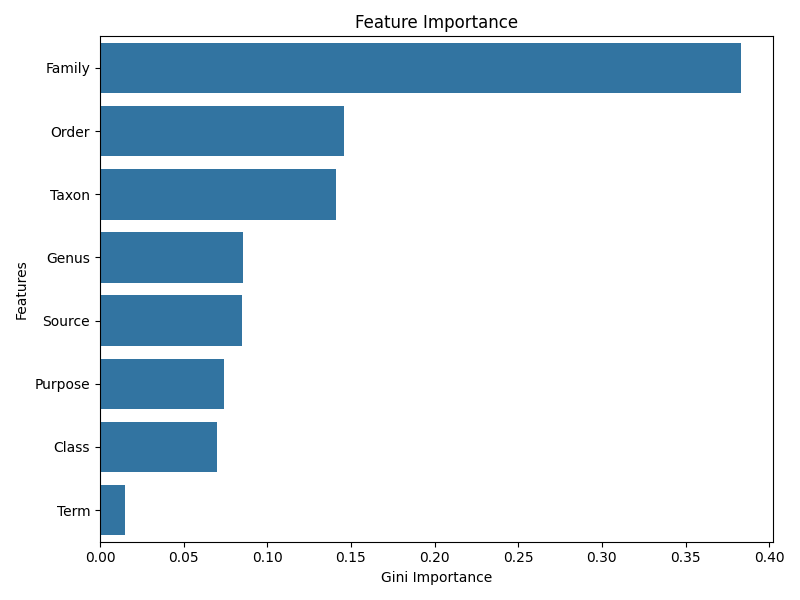 Feature Importance
Features
Family
Order
Taxon
Genus
Source
Purpose
Class
Term
0.00 0.05 0.10 0.15 0.20 0.25 0.30 0.35 0.40
Gini Importance